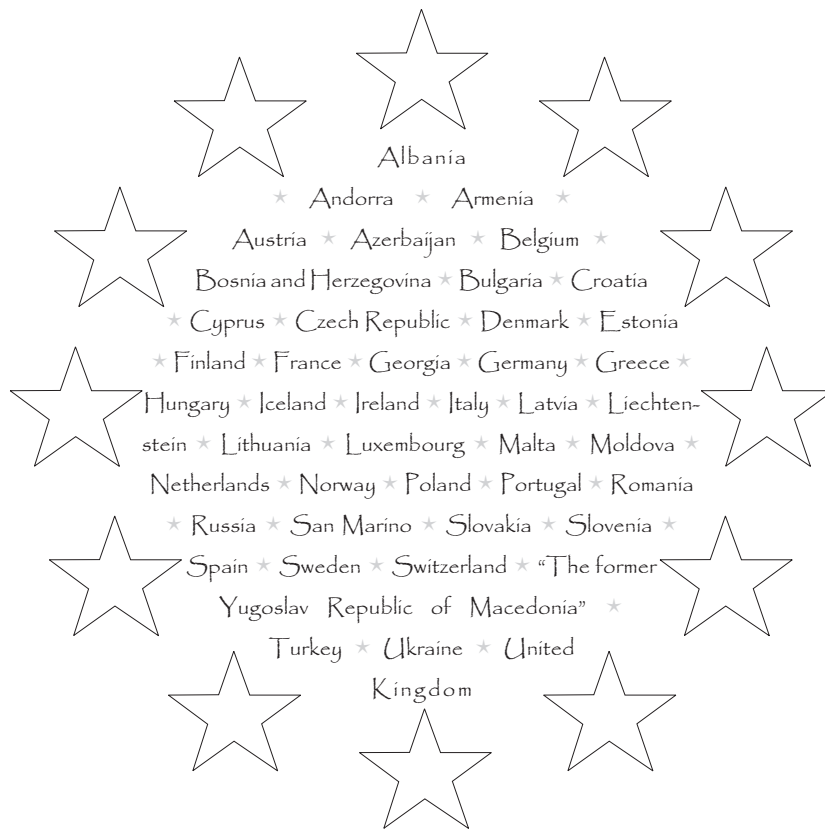 Albania
Andorra Armenia
Austria Azerbaijan Belgium
Bosnia and Herzegovina Bulgaria Croatia
Cyprus Czech Republic Denmark Estonia
Finland France Georgia Germany Greece
Hungary Iceland Ireland Italy Latvia Liechten-
stein Lithuania Luxembourg Malta Moldova
Netherlands Norway Poland Portugal Romania
Russia San Marino Slovakia Slovenia
Spain Sweden Switzerland “The former
Yugoslav Republic of Macedonia”
Turkey Ukraine United
Kingdom